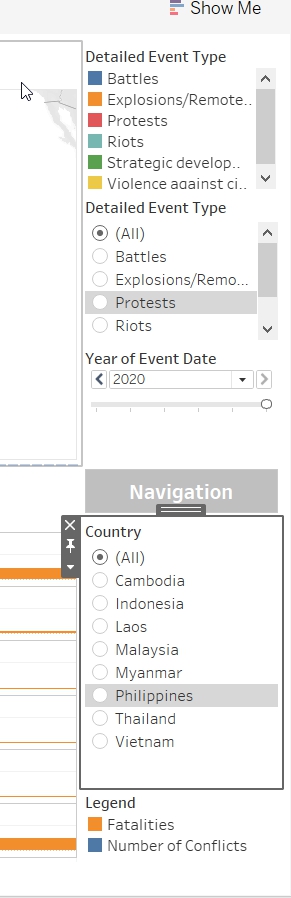 Show Me
Detailed Event Type
Battles
Explosions/Remote..
Protests
Riots
Strategic develop..
Violence against ci..
Detailed Event Type
(All)
Battles
Explosions/Remo...
Protests
Riots
Year of Event Date
2020
Navigation
Country
(All)
Cambodia
Indonesia
Laos
Malaysia
Myanmar
Philippines
Thailand
Vietnam
Legend
Fatalities
Number of Conflicts